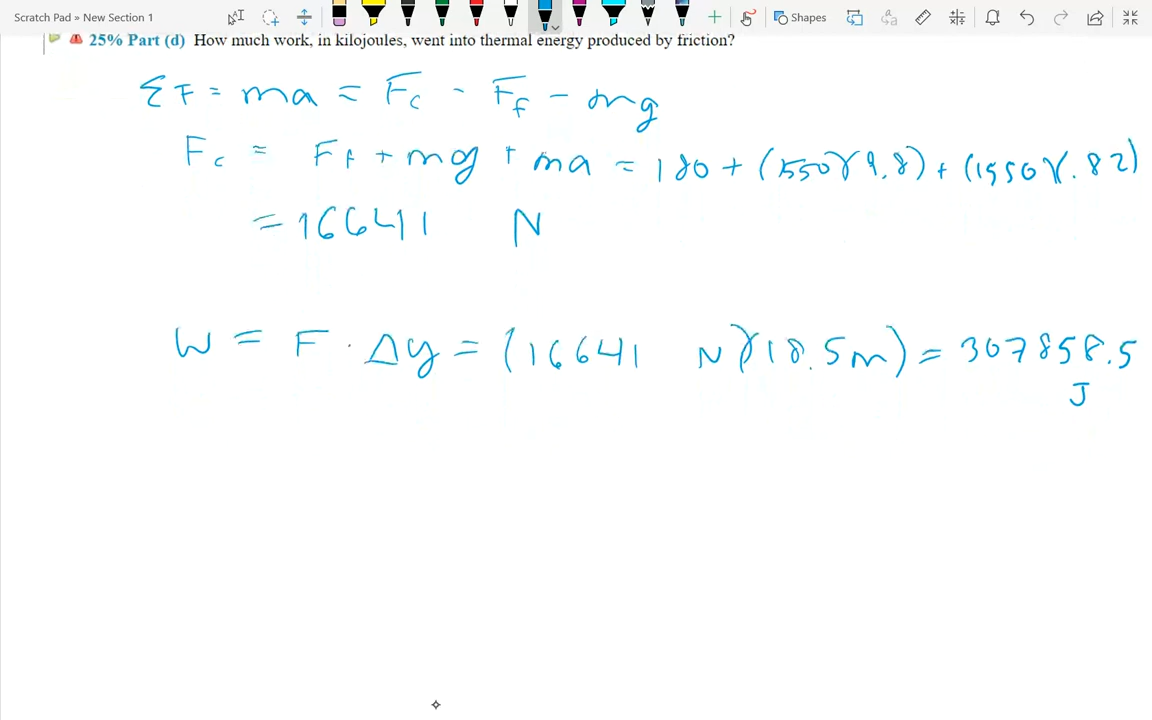 Scratch Pad » New Section 1
Shapes
25% Part (d) How much work, in kilojoules, went into thermal energy produced by friction?
ΣF = ma = Fc - Ff - mg
Fc = Ff + mg + ma = 180 + (1550)(9.8) + (1550)(.82)
= 16641 N
W = F · Δy = (16641 N)(18.5m) = 307858.5
J